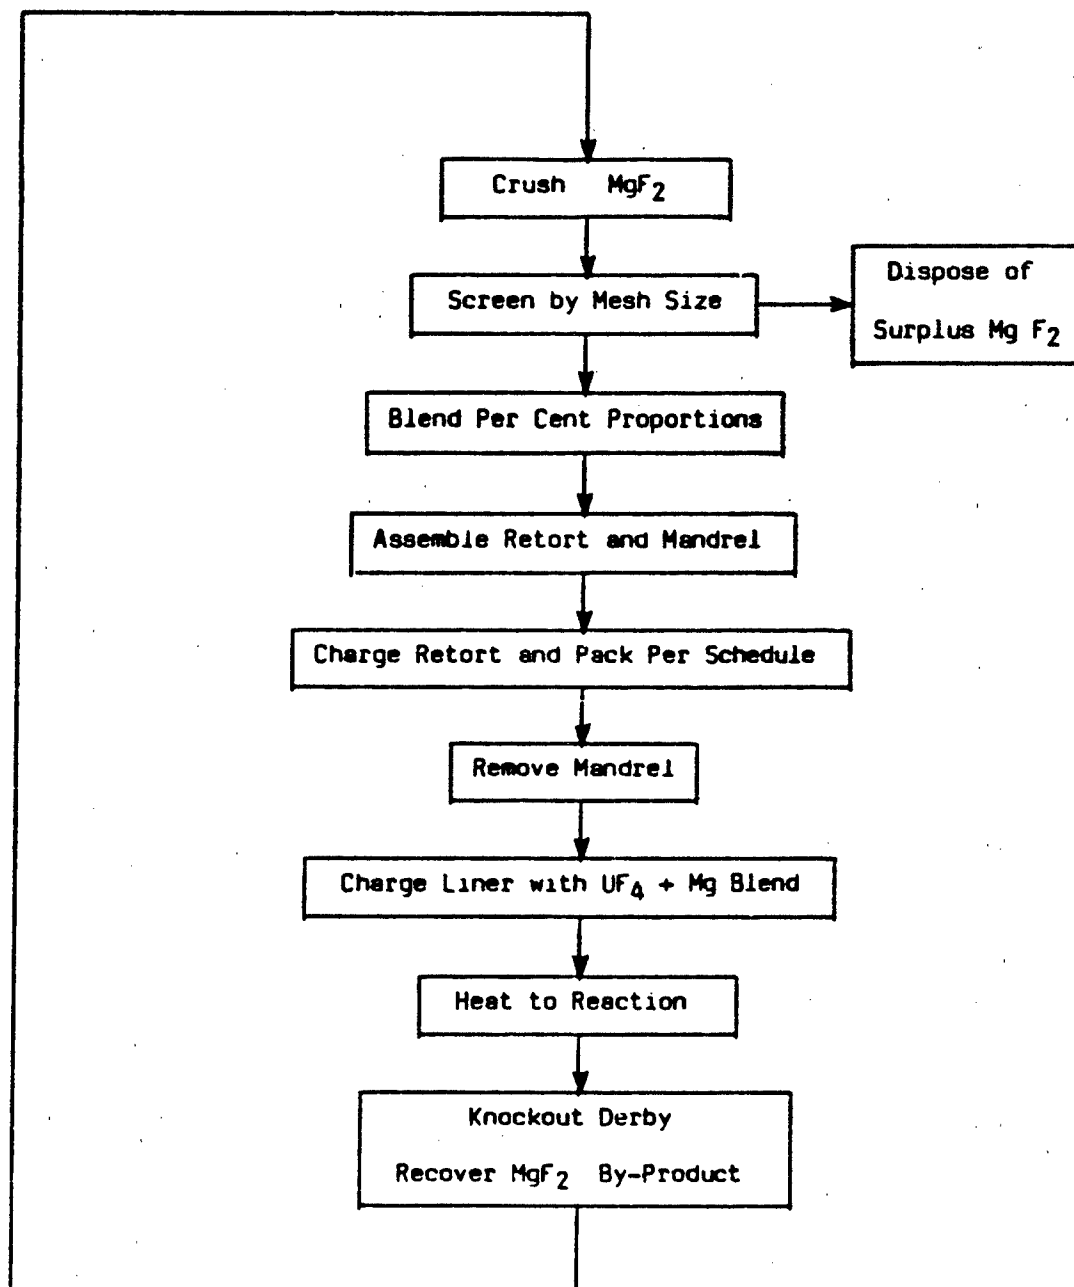 Crush MgF2
Screen by Mesh Size
Dispose of
Surplus Mg F2
Blend Per Cent Proportions
Assemble Retort and Mandrel
Charge Retort and Pack Per Schedule
Remove Mandrel
Charge Liner with UF4 + Mg Blend
Heat to Reaction
Knockout Derby
Recover MgF2 By-Product